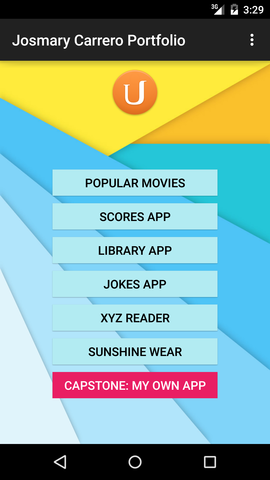 3G 3:29
Josmary Carrero Portfolio
U
POPULAR MOVIES
SCORES APP
LIBRARY APP
JOKES APP
XYZ READER
SUNSHINE WEAR
CAPSTONE: MY OWN APP